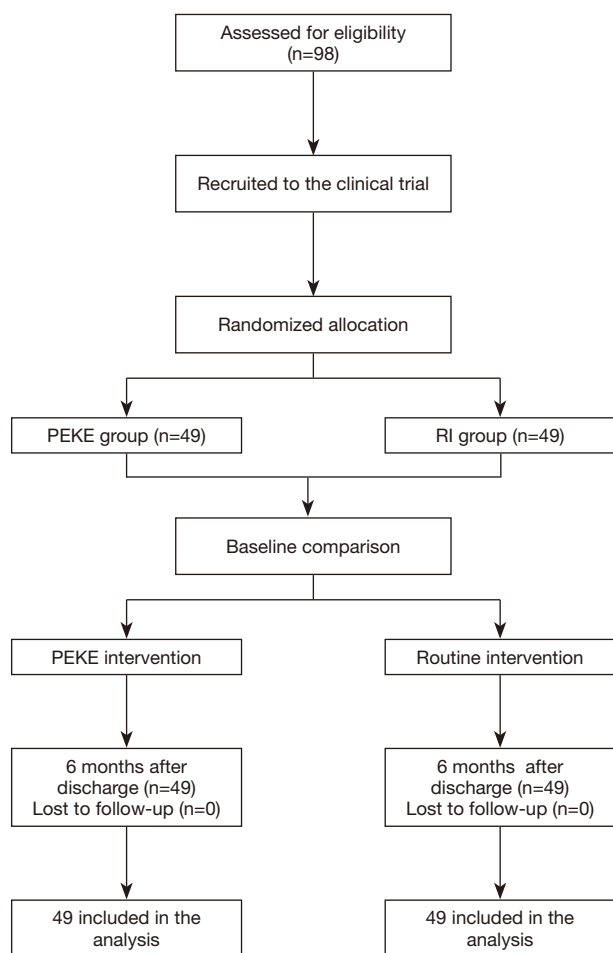 Assessed for eligibility
(n=98)
Recruited to the clinical trial
Randomized allocation
PEKE group (n=49)
RI group (n=49)
Baseline comparison
PEKE intervention
Routine intervention
6 months after
discharge (n=49)
Lost to follow-up (n=0)
6 months after
discharge (n=49)
Lost to follow-up (n=0)
49 included in the
analysis
49 included in the
analysis